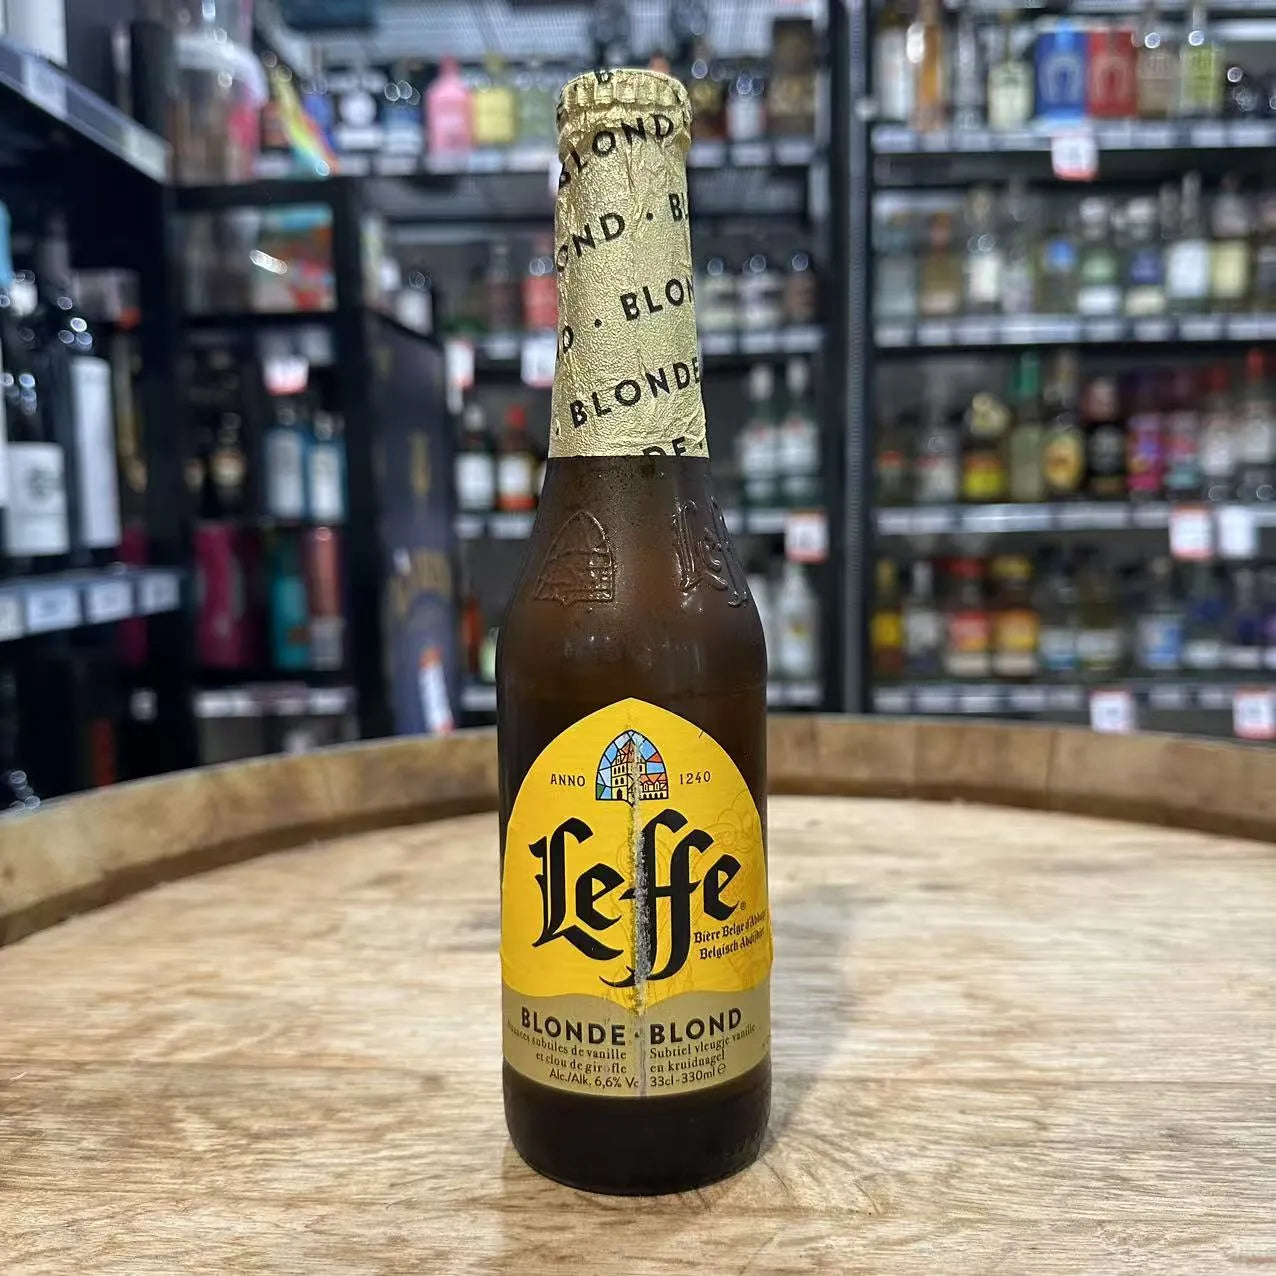 BLOND
BLONDE
ANNO 1240
Leffe
Bière Belge d'Abbaye
Belgisch Abdijbier
BLONDE · BLOND
Nuances subtiles de vanille
et clou de girofle
Alc./Alk. 6,6% Vol
Subtiel vleugje vanille
en kruidnagel
33cl-330ml e